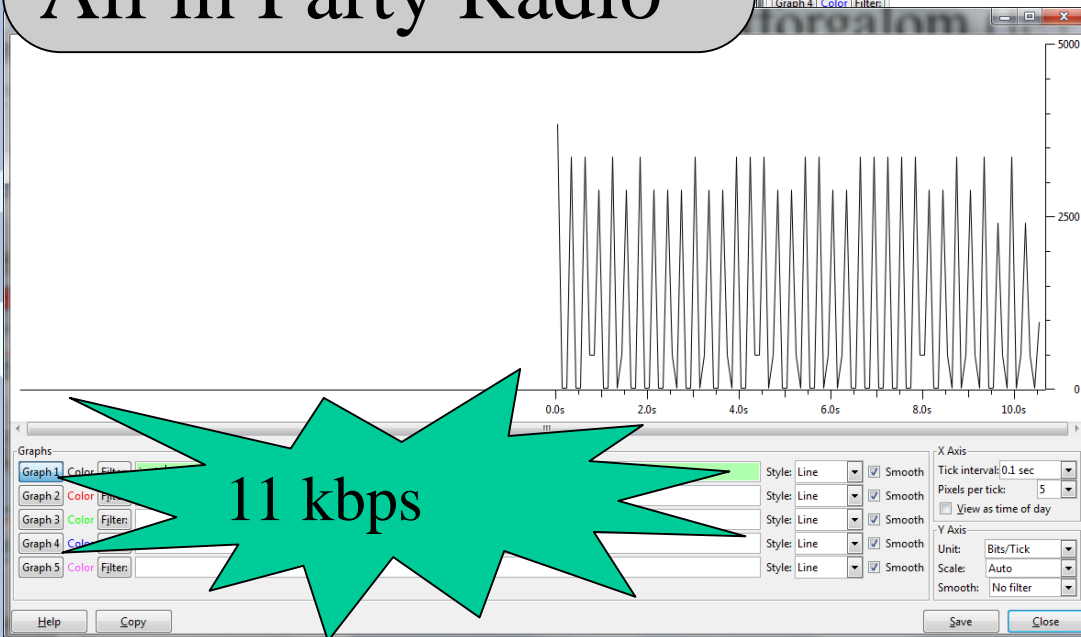 All in Party Radio
Graph 4 Color Filter:
forgalom
5000
2500
0
0.0s 2.0s 4.0s 6.0s 8.0s 10.0s
Graphs
Graph 1 Color Filter: Style: Line Smooth
Graph 2 Color Filter: Style: Line Smooth
Graph 3 Color Filter: Style: Line Smooth
Graph 4 Color Style: Line Smooth
Graph 5 Color Filter: Style: Line Smooth
11 kbps
X Axis
Tick interval: 0.1 sec
Pixels per tick: 5
View as time of day
Y Axis
Unit: Bits/Tick
Scale: Auto
Smooth: No filter
Help Copy Save Close